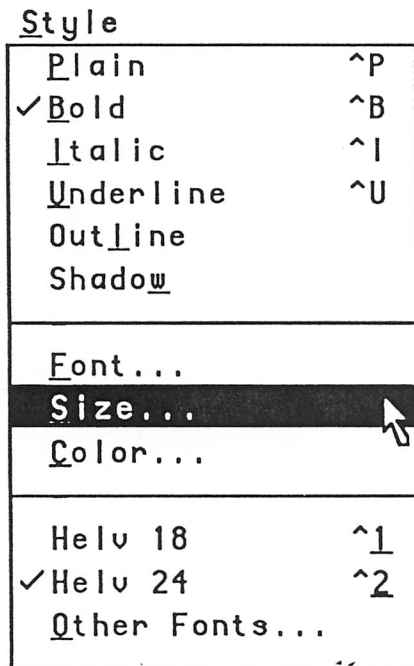 Style
Plain ^P
✓Bold ^B
Italic ^I
Underline ^U
Outline
Shadow
Font...
Size...
Color...
Helv 18 ^1
✓Helv 24 ^2
Other Fonts...